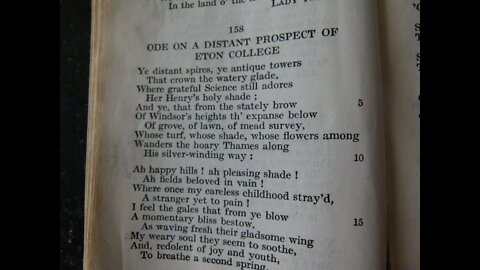 In the land o' the
LADY
158
ODE ON A DISTANT PROSPECT OF
ETON COLLEGE
Ye distant spires, ye antique towers
That crown the watery glade,
Where grateful Science still adores
Her Henry's holy shade ;
And ye, that from the stately brow 5
Of Windsor's heights th' expanse below
Of grove, of lawn, of mead survey,
Whose turf, whose shade, whose flowers among
Wanders the hoary Thames along
His silver-winding way : 10
Ah happy hills ! ah pleasing shade !
Ah fields beloved in vain !
Where once my careless childhood stray'd,
A stranger yet to pain !
I feel the gales that from ye blow
A momentary bliss bestow, 15
As waving fresh their gladsome wing
My weary soul they seem to soothe,
And, redolent of joy and youth,
To breathe a second spring.